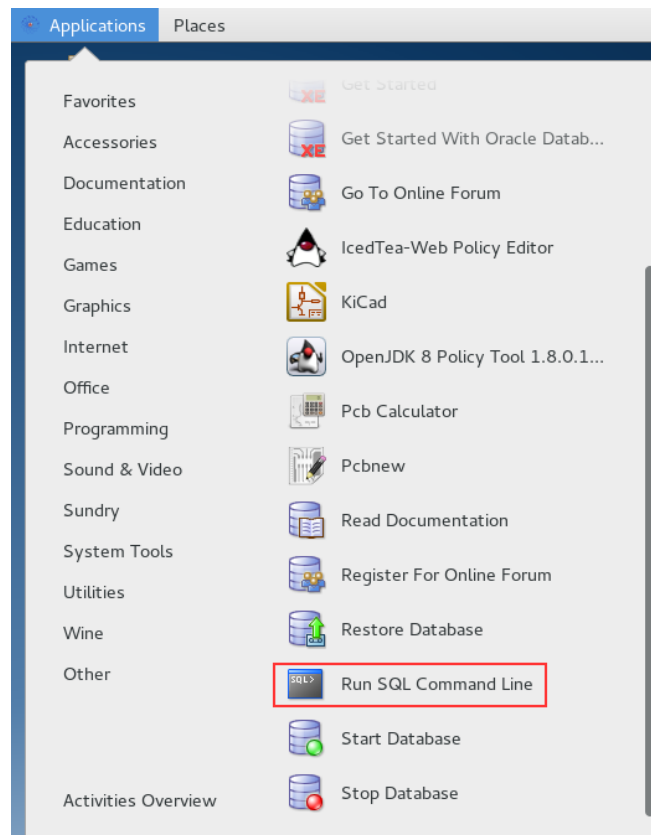 Applications Places
Favorites
Accessories
Documentation
Education
Games
Graphics
Internet
Office
Programming
Sound & Video
Sundry
System Tools
Utilities
Wine
Other
Activities Overview
Get Started
XE
Get Started With Oracle Datab...
XE
Go To Online Forum
IcedTea-Web Policy Editor
KiCad
OpenJDK 8 Policy Tool 1.8.0.1...
Pcb Calculator
Pcbnew
Read Documentation
Register For Online Forum
Restore Database
SQL>
Run SQL Command Line
Start Database
Stop Database